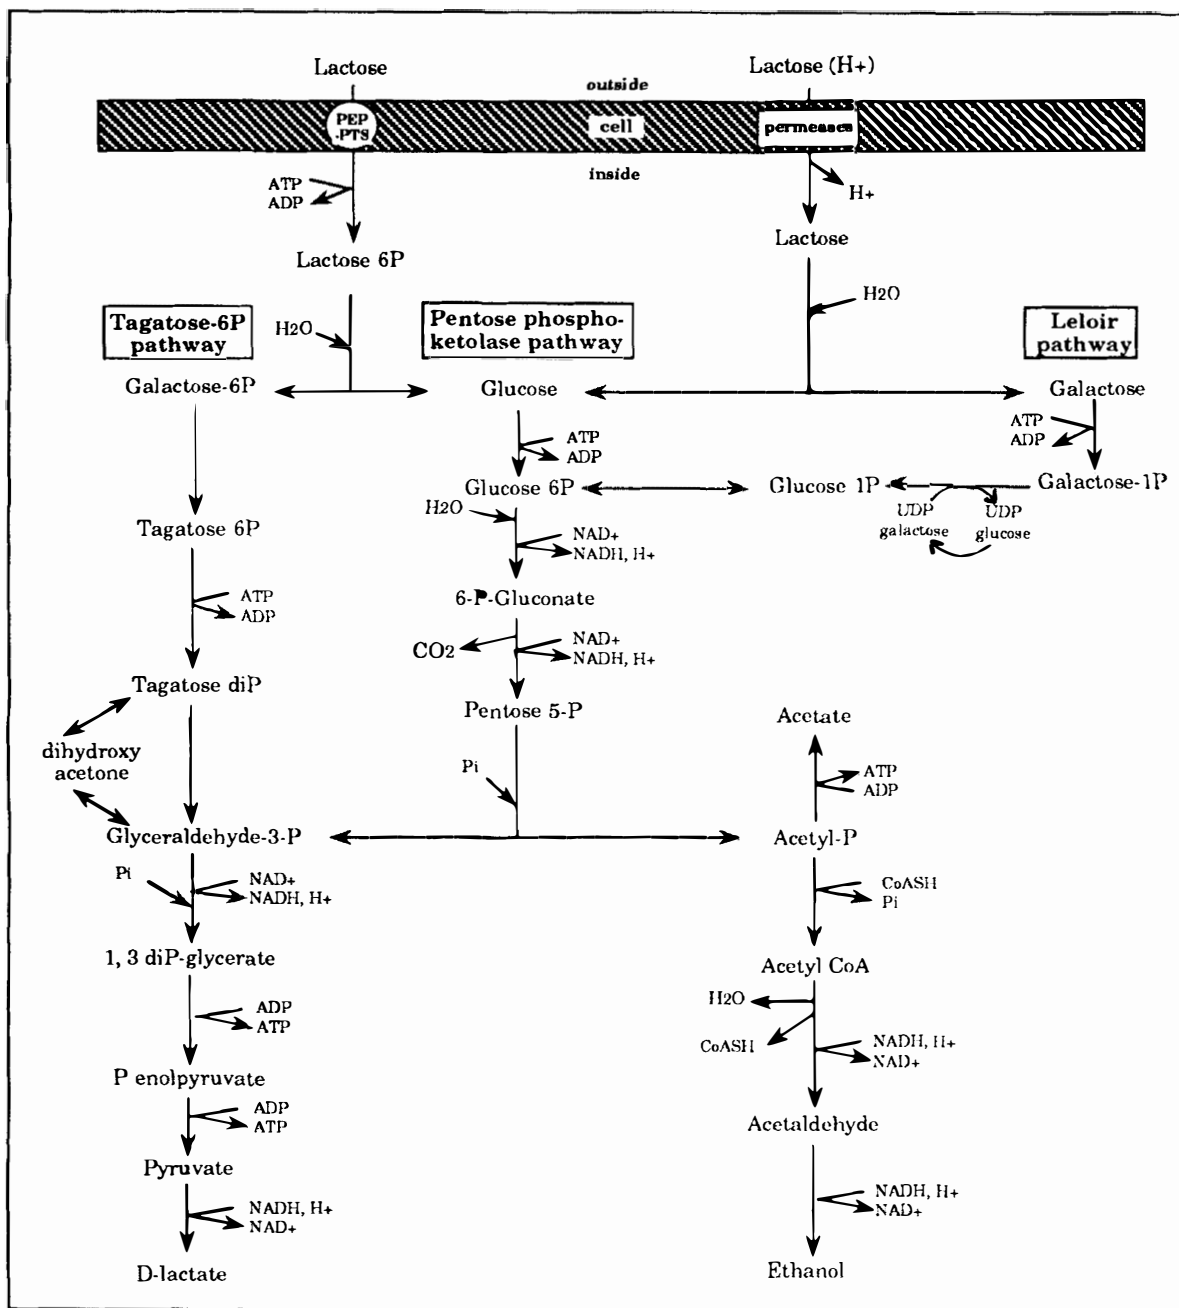 Lactose
Lactose (H+)
outside
PEP
.PTS
cell
permeases
inside
ATP
ADP
H+
Lactose
Lactose 6P
H2O
H2O
Tagatose-6P
pathway
Pentose phospho-
ketolase pathway
Leloir
pathway
Galactose-6P
Glucose
Galactose
ATP
ADP
ATP
ADP
Glucose 6P
Glucose 1P
Galactose-1P
H2O
UDP
galactose
UDP
glucose
Tagatose 6P
NAD+
NADH, H+
ATP
ADP
6-P-Gluconate
CO2
NAD+
NADH, H+
Tagatose diP
Pentose 5-P
Acetate
dihydroxy
acetone
Pi
ATP
ADP
Glyceraldehyde-3-P
Acetyl-P
Pi
NAD+
NADH, H+
CoASH
Pi
1, 3 diP-glycerate
Acetyl CoA
ADP
ATP
H2O
CoASH
NADH, H+
NAD+
P enolpyruvate
ADP
ATP
Acetaldehyde
Pyruvate
NADH, H+
NAD+
NADH, H+
NAD+
D-lactate
Ethanol